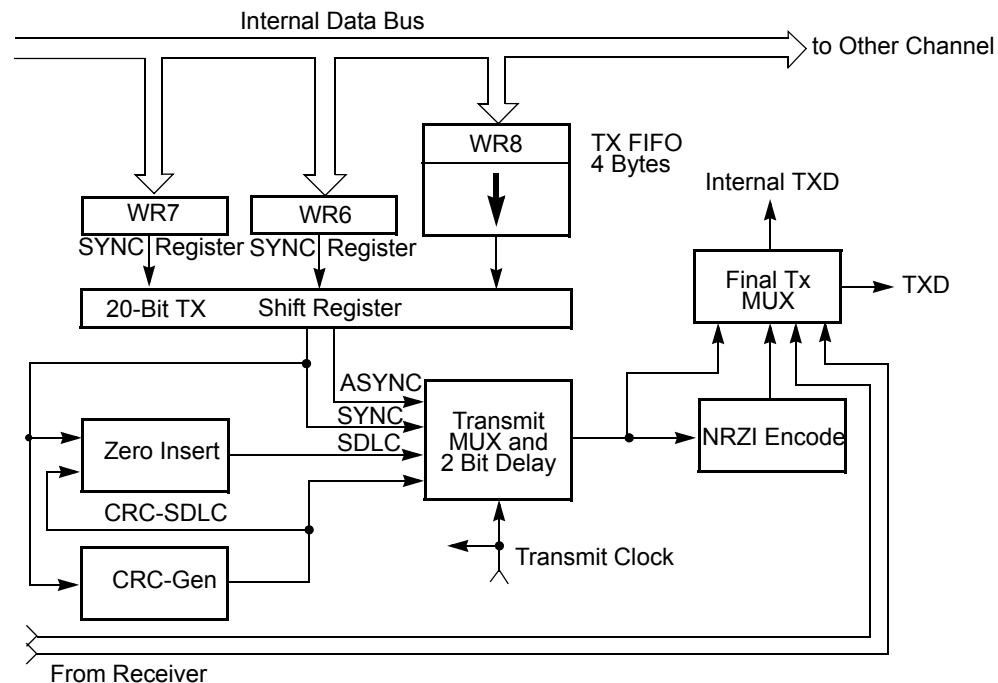 Internal Data Bus
to Other Channel
WR8
TX FIFO
4 Bytes
Internal TXD
WR7
WR6
SYNC Register
SYNC Register
Final Tx
MUX
TXD
20-Bit TX Shift Register
ASYNC
SYNC
SDLC
Transmit
MUX and
2 Bit Delay
Zero Insert
NRZI Encode
CRC-SDLC
Transmit Clock
CRC-Gen
From Receiver